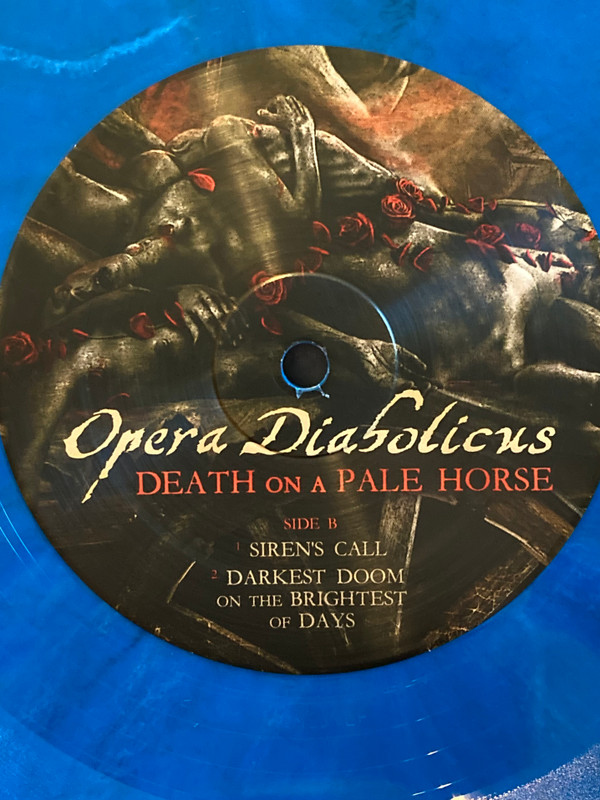 Opera Diabolicus
DEATH ON A PALE HORSE
SIDE B
1 SIREN'S CALL
2 DARKEST DOOM
ON THE BRIGHTEST
OF DAYS